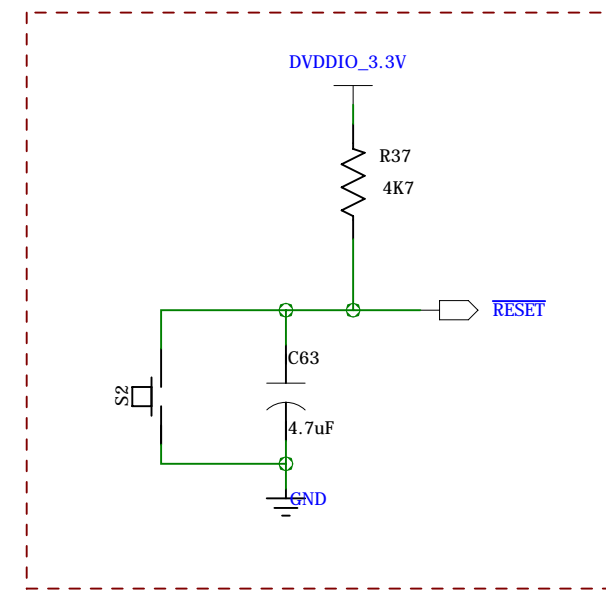 DVDDIO_3.3V
R37
4K7
RESET
C63
S2
4.7uF
GND